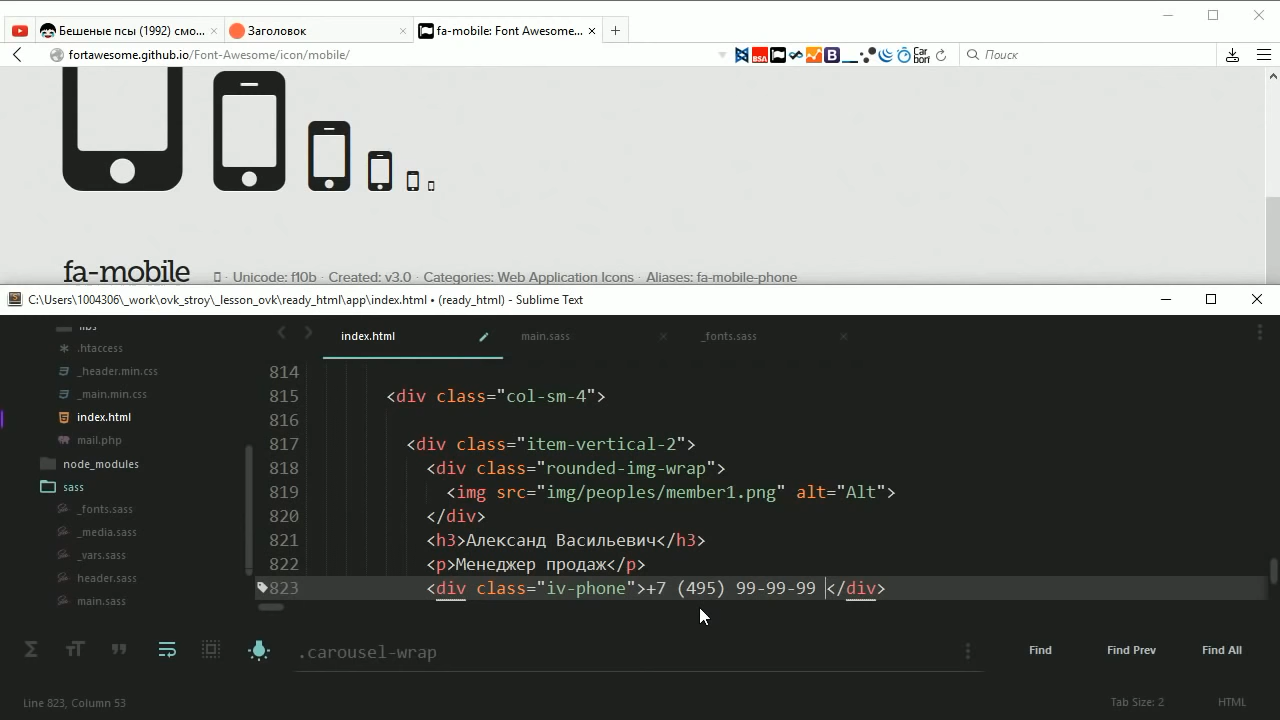 Бешеные псы (1992) смо...
Заголовок
fa-mobile: Font Awesome...
fortawesome.github.io/Font-Awesome/icon/mobile/
BSA
B
Car born
Поиск
fa-mobile
Unicode: f10b · Created: v3.0 · Categories: Web Application Icons · Aliases: fa-mobile-phone
C:\Users\1004306\_work\ovk_stroy\_lesson_ovk\ready_html\app\index.html • (ready_html) - Sublime Text
libs
.htaccess
_header.min.css
_main.min.css
index.html
mail.php
node_modules
sass
_fonts.sass
_media.sass
_vars.sass
header.sass
main.sass
index.html
main.sass
_fonts.sass
814
815 <div class="col-sm-4">
816
817 <div class="item-vertical-2">
818 <div class="rounded-img-wrap">
819 <img src="img/peoples/member1.png" alt="Alt">
820 </div>
821 <h3>Александ Васильевич</h3>
822 <p>Менеджер продаж</p>
823 <div class="iv-phone">+7 (495) 99-99-99 </div>
.carousel-wrap
Find
Find Prev
Find All
Line 823, Column 53
Tab Size: 2
HTML